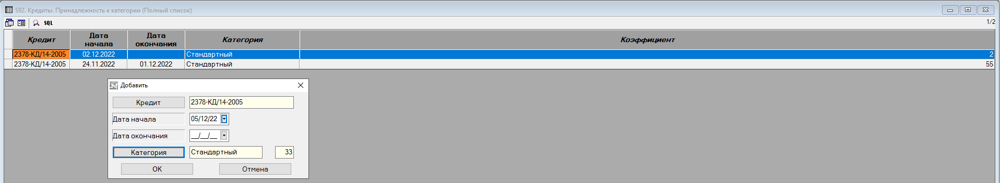 S92. Кредиты. Принадлежность к категории (Полный список)
SQL
1/2
Кредит Дата начала Дата окончания Категория Коэффициент
2378-КД/14-2005 02.12.2022 Стандартный 2
2378-КД/14-2005 24.11.2022 01.12.2022 Стандартный 55
Добавить
Кредит 2378-КД/14-2005
Дата начала 05/12/22
Дата окончания __/__/__
Категория Стандартный 33
OK Отмена